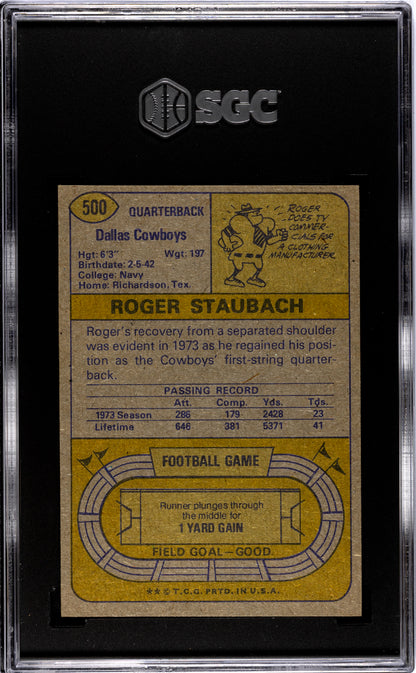 SGC
500
QUARTERBACK
Dallas Cowboys
Hgt: 6'3" Wgt: 197
Birthdate: 2-5-42
College: Navy
Home: Richardson, Tex.
ROGER
DOES TV
COMMER-
CIALS FOR
A CLOTHING
MANUFACTURER.
ROGER STAUBACH
Roger's recovery from a separated shoulder
was evident in 1973 as he regained his po-
sition as the Cowboys' first-string quarter-
back.
PASSING RECORD
Att. Comp. Yds. Tds.
1973 Season 286 179 2428 23
Lifetime 646 381 5371 41
FOOTBALL GAME
Runner plunges through
the middle for
1 YARD GAIN
FIELD GOAL—GOOD.
** © T.C.G. PRTD. IN U.S.A.